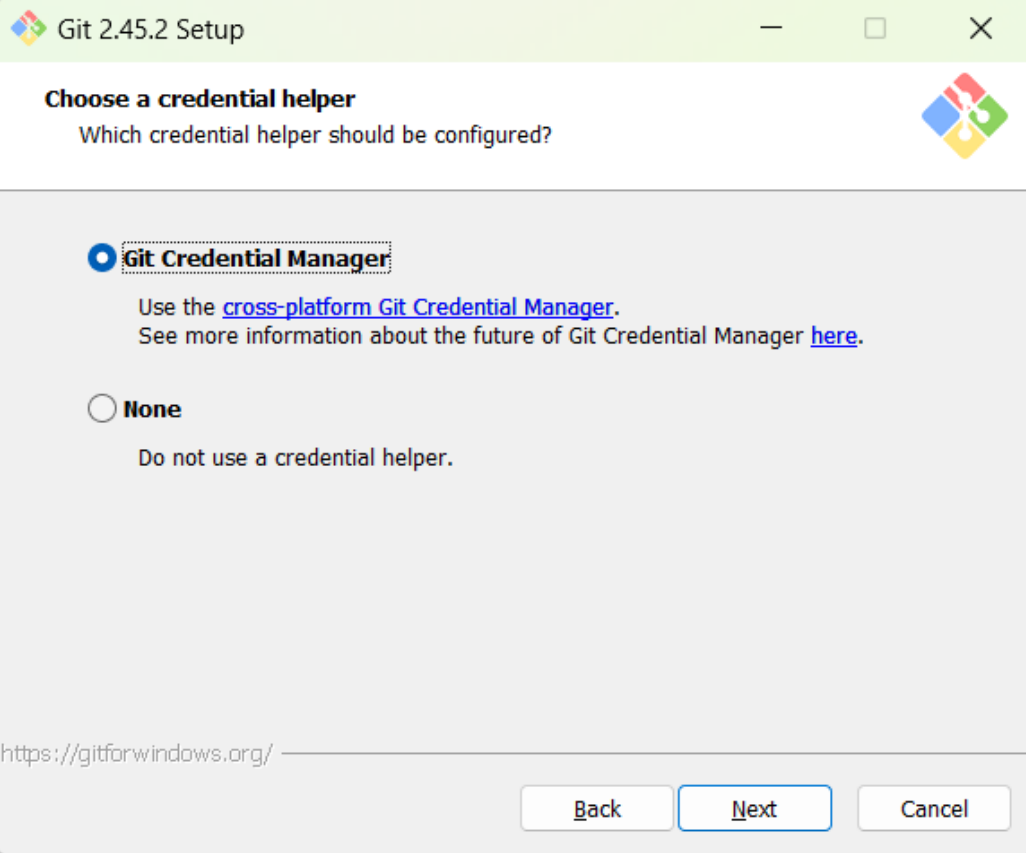 Git 2.45.2 Setup
Choose a credential helper
Which credential helper should be configured?
Git Credential Manager
Use the cross-platform Git Credential Manager.
See more information about the future of Git Credential Manager here.
None
Do not use a credential helper.
https://gitforwindows.org/
Back Next Cancel